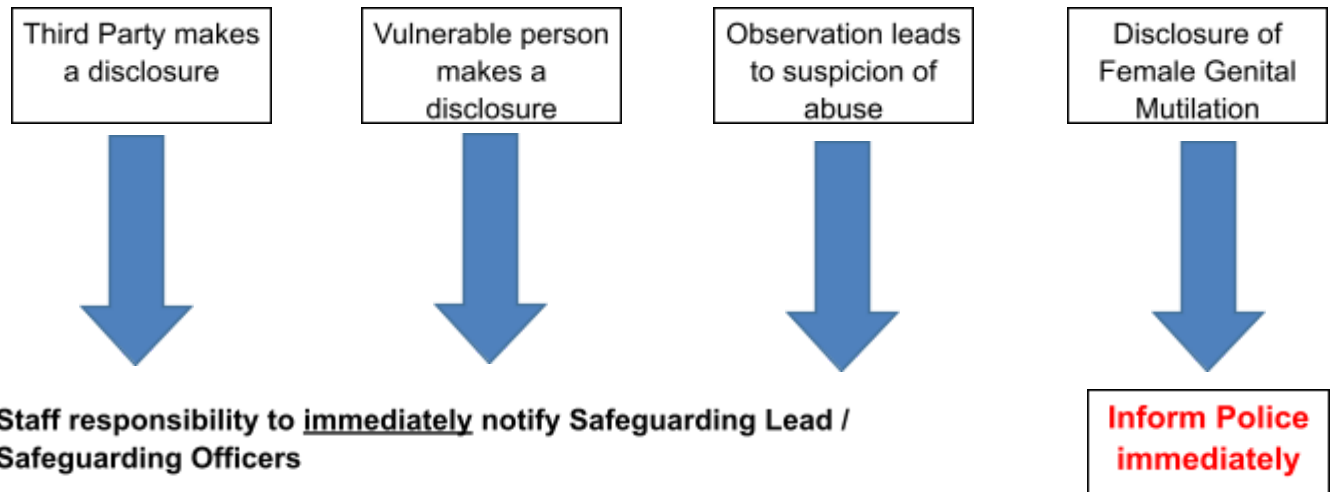 Third Party makes
a disclosure
Vulnerable person
makes a
disclosure
Observation leads
to suspicion of
abuse
Disclosure of
Female Genital
Mutilation
Staff responsibility to immediately notify Safeguarding Lead /
Safeguarding Officers
Inform Police
immediately